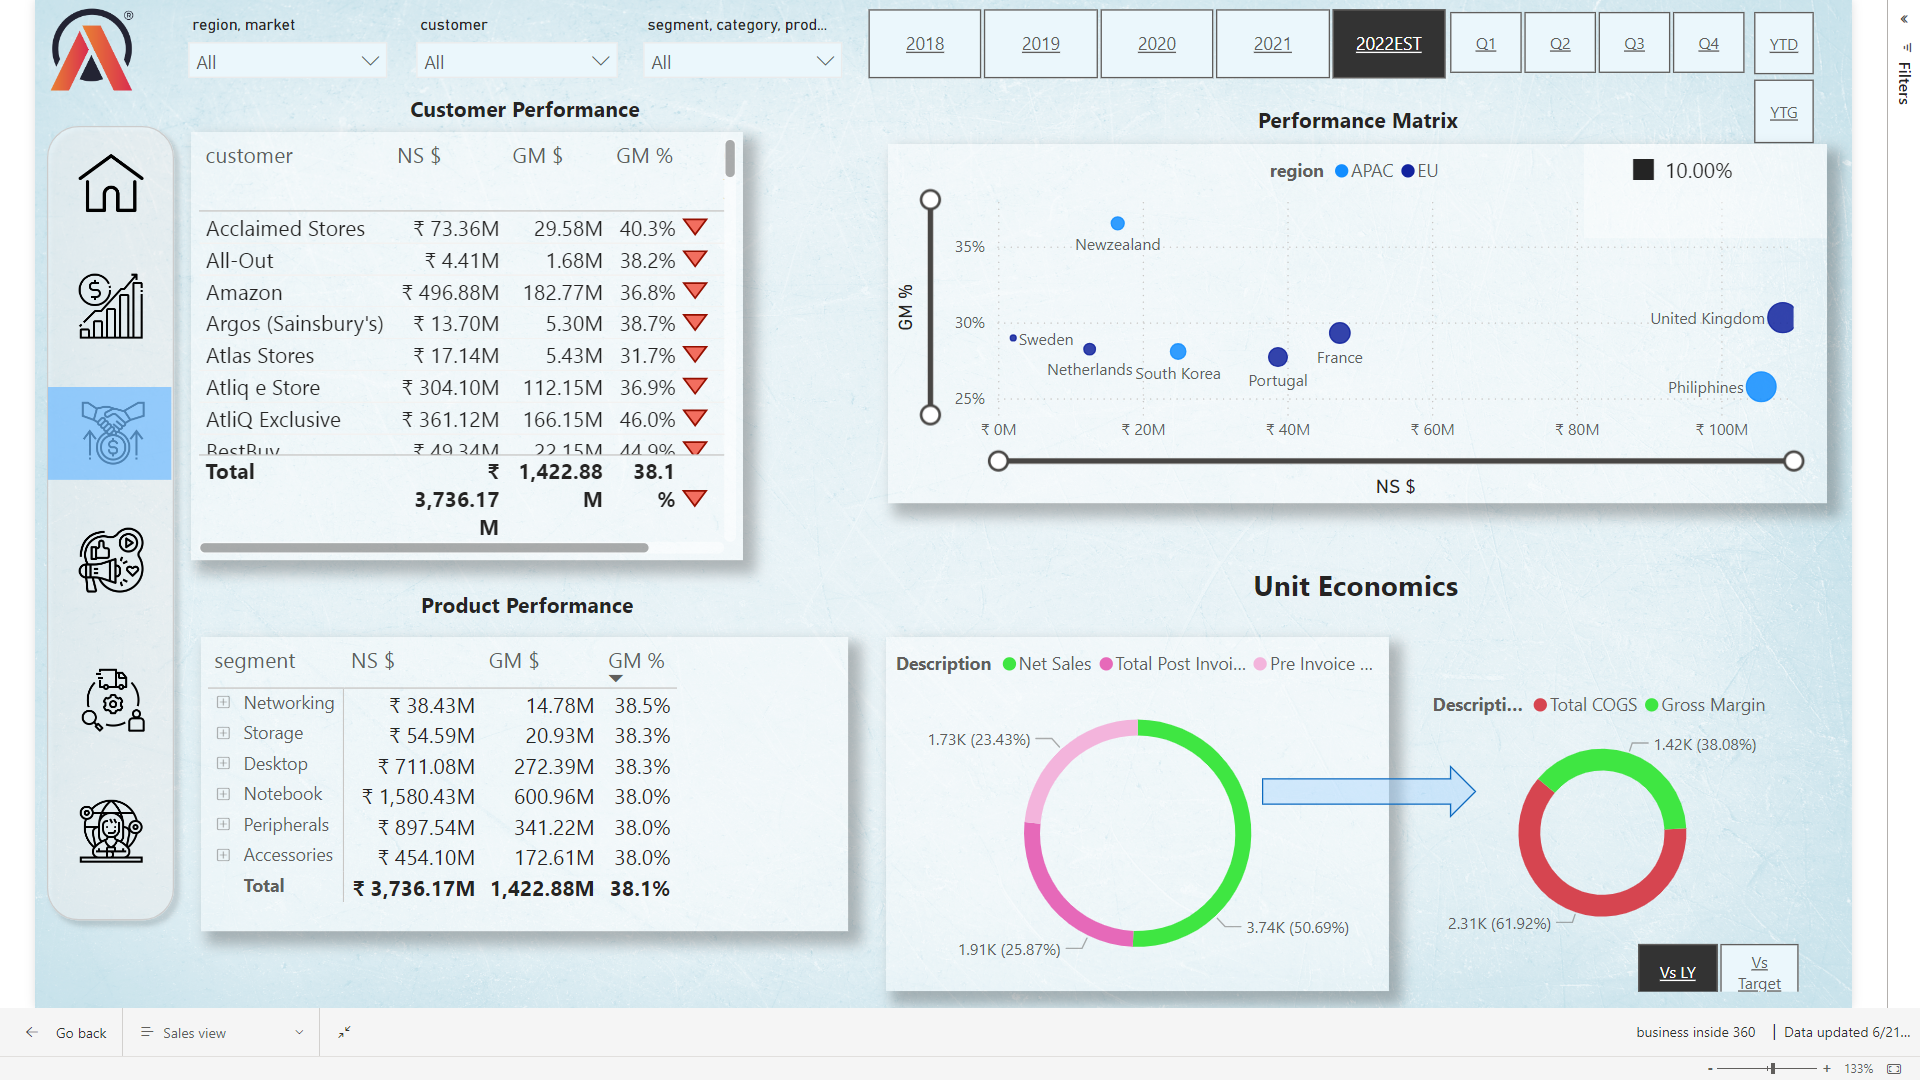 region, market
customer
segment, category, prod...
All
All
All
2018
2019
2020
2021
2022EST
Q1
Q2
Q3
Q4
YTD
YTG
«
Filters
®
Customer Performance
customer NS $ GM $ GM %
Acclaimed Stores ₹ 73.36M 29.58M 40.3%
All-Out ₹ 4.41M 1.68M 38.2%
Amazon ₹ 496.88M 182.77M 36.8%
Argos (Sainsbury's) ₹ 13.70M 5.30M 38.7%
Atlas Stores ₹ 17.14M 5.43M 31.7%
Atliq e Store ₹ 304.10M 112.15M 36.9%
AtliQ Exclusive ₹ 361.12M 166.15M 46.0%
BestBuy ₹ 49.34M 22.15M 44.9%
Total ₹ 1,422.88 38.1
3,736.17 M %
M
Performance Matrix
region APAC EU
10.00%
GM %
35%
30%
25%
Newzealand
United Kingdom
Sweden
Netherlands
South Korea
Portugal
France
Philiphines
₹ 0M ₹ 20M ₹ 40M ₹ 60M ₹ 80M ₹ 100M
NS $
Product Performance
segment NS $ GM $ GM %
Networking ₹ 38.43M 14.78M 38.5%
Storage ₹ 54.59M 20.93M 38.3%
Desktop ₹ 711.08M 272.39M 38.3%
Notebook ₹ 1,580.43M 600.96M 38.0%
Peripherals ₹ 897.54M 341.22M 38.0%
Accessories ₹ 454.10M 172.61M 38.0%
Total ₹ 3,736.17M 1,422.88M 38.1%
Unit Economics
Description Net Sales Total Post Invoi... Pre Invoice ...
1.73K (23.43%)
3.74K (50.69%)
1.91K (25.87%)
Descripti... Total COGS Gross Margin
1.42K (38.08%)
2.31K (61.92%)
Vs LY
Vs
Target
Go back
Sales view
business inside 360 | Data updated 6/21...
- + 133%